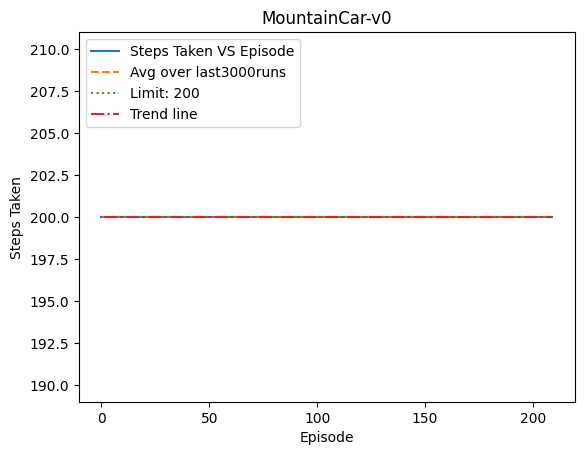 MountainCar-v0
Steps Taken VS Episode
Avg over last3000runs
Limit: 200
Trend line
210.0
207.5
205.0
202.5
200.0
197.5
195.0
192.5
190.0
Steps Taken
0
50
100
150
200
Episode